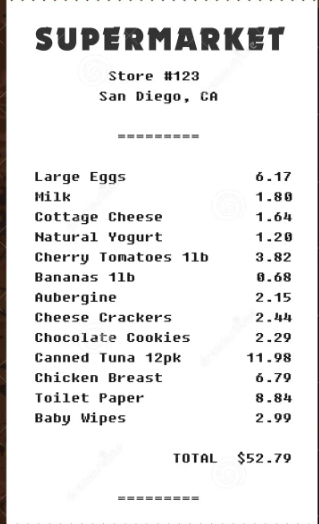 SUPERMARKET
Store #123
San Diego, CA
=========
Large Eggs 6.17
Milk 1.80
Cottage Cheese 1.64
Natural Yogurt 1.20
Cherry Tomatoes 1lb 3.82
Bananas 1lb 0.68
Aubergine 2.15
Cheese Crackers 2.44
Chocolate Cookies 2.29
Canned Tuna 12pk 11.98
Chicken Breast 6.79
Toilet Paper 8.84
Baby Wipes 2.99
TOTAL $52.79
=========